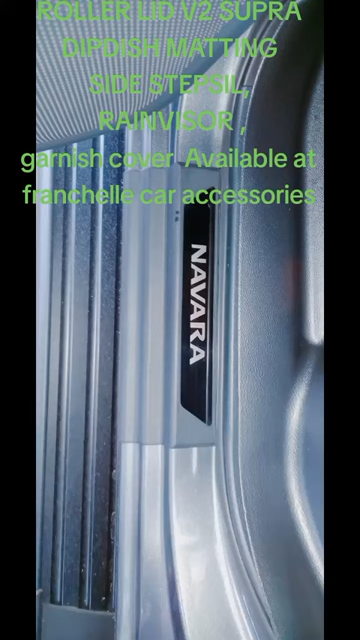 ROLLER LID V2 SUPRA
DIPDISH MATTING
SIDE STEPSIL,
RAINVISOR ,
garnish cover Available at
franchelle car accessories
NAVARA